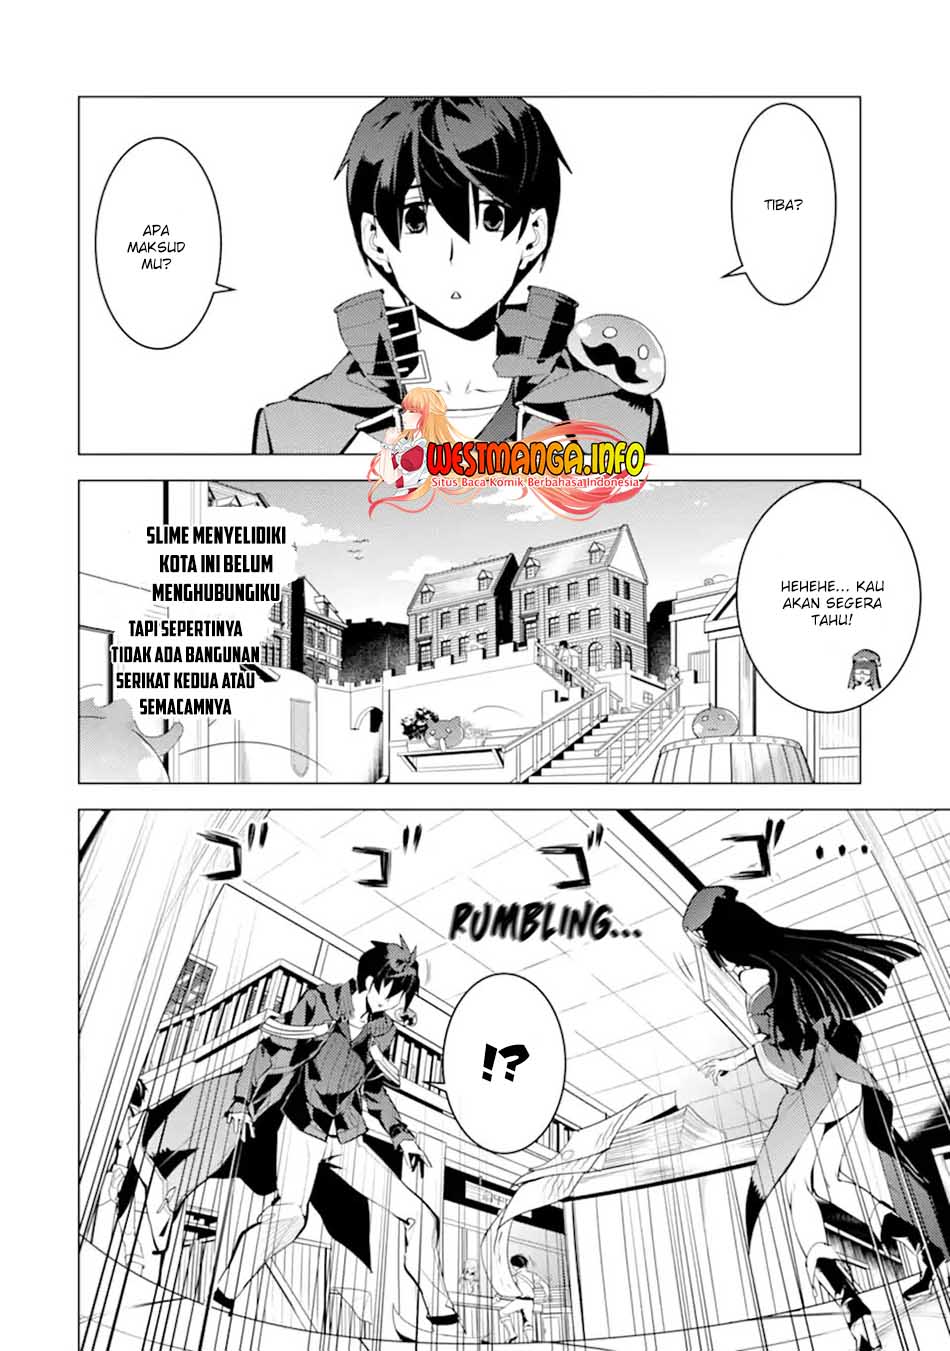 TIBA?
APA
MAKSUD
MU?
WESTMANGA.INFO
Situs Baca Komik Berbahasa Indonesia
HEHEHE... KAU
AKAN SEGERA
TAHU!
SLIME MENYELIDIKI
KOTA INI BELUM
MENGHUBUNGIKU
TAPI SEPERTINYA
TIDAK ADA BANGUNAN
SERIKAT KEDUA ATAU
SEMACAMNYA
ゴ ゴ ゴ ...
RUMBLING...
!?